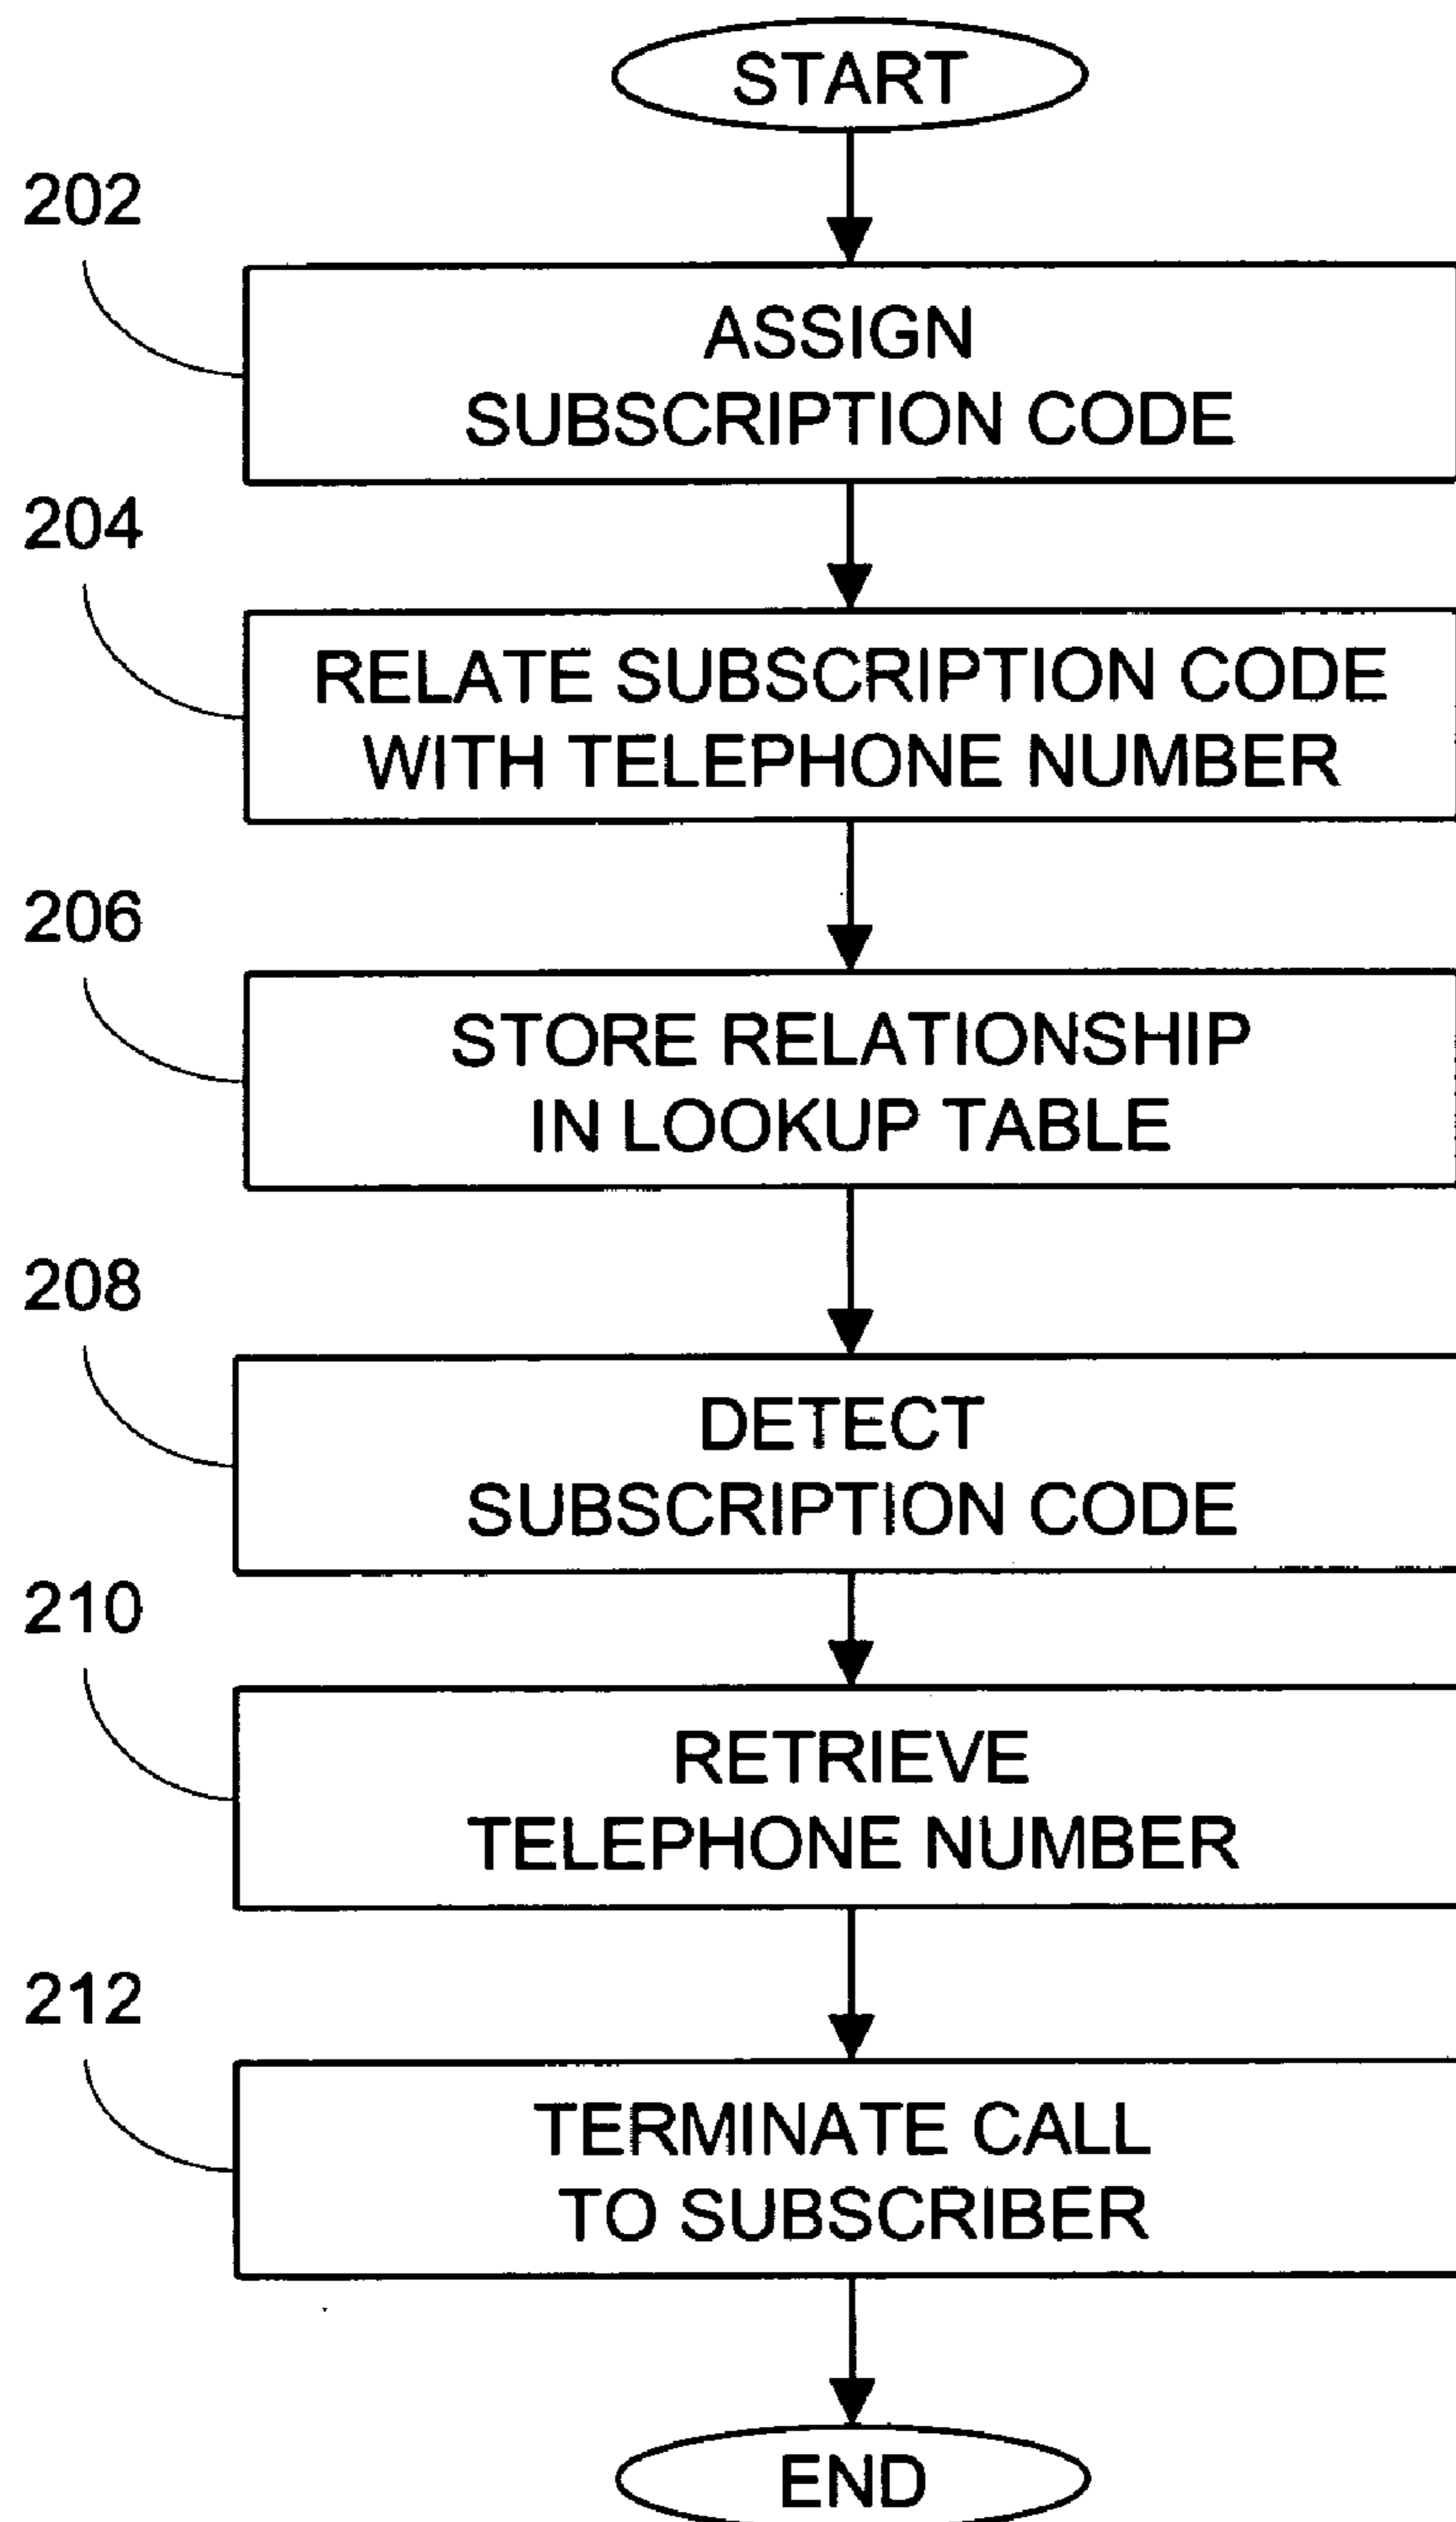 START
202
ASSIGN
SUBSCRIPTION CODE
204
RELATE SUBSCRIPTION CODE
WITH TELEPHONE NUMBER
206
STORE RELATIONSHIP
IN LOOKUP TABLE
208
DETECT
SUBSCRIPTION CODE
210
RETRIEVE
TELEPHONE NUMBER
212
TERMINATE CALL
TO SUBSCRIBER
END